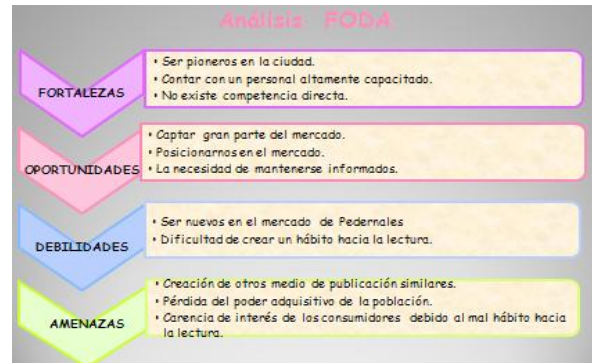 Análisis FODA
FORTALEZAS
• Ser pioneros en la ciudad.
• Contar con un personal altamente capacitado.
• No existe competencia directa.
OPORTUNIDADES
• Captar gran parte del mercado.
• Posicionarnos en el mercado.
• La necesidad de mantenerse informados.
DEBILIDADES
• Ser nuevos en el mercado de Pedernales
• Dificultad de crear un hábito hacia la lectura.
AMENAZAS
• Creación de otros medio de publicación similares.
• Pérdida del poder adquisitivo de la población.
• Carencia de interés de los consumidores debido al mal hábito hacia
la lectura.